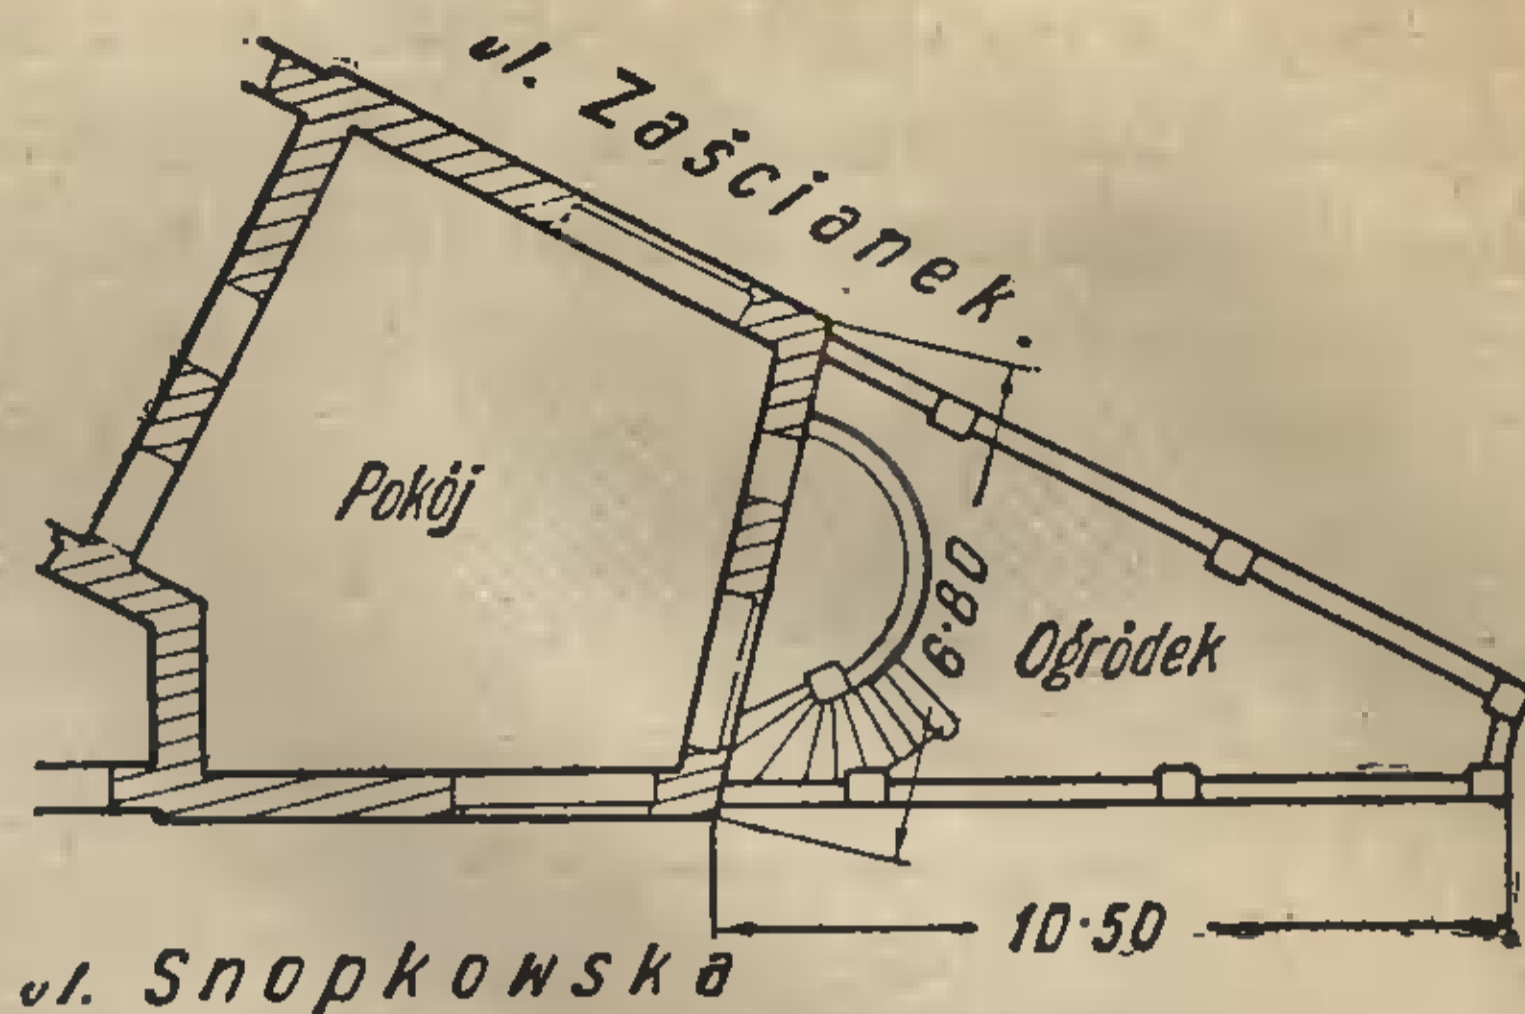 ul. Zaścianek.
Pokój
6·80
Ogródek
10·50
ul. Snopkowska